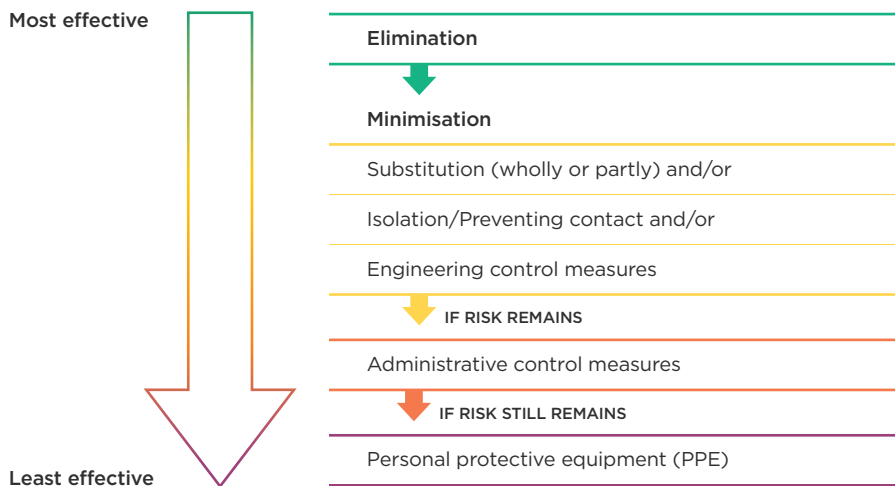 Most effective
Elimination
Minimisation
Substitution (wholly or partly) and/or
Isolation/Preventing contact and/or
Engineering control measures
IF RISK REMAINS
Administrative control measures
IF RISK STILL REMAINS
Personal protective equipment (PPE)
Least effective